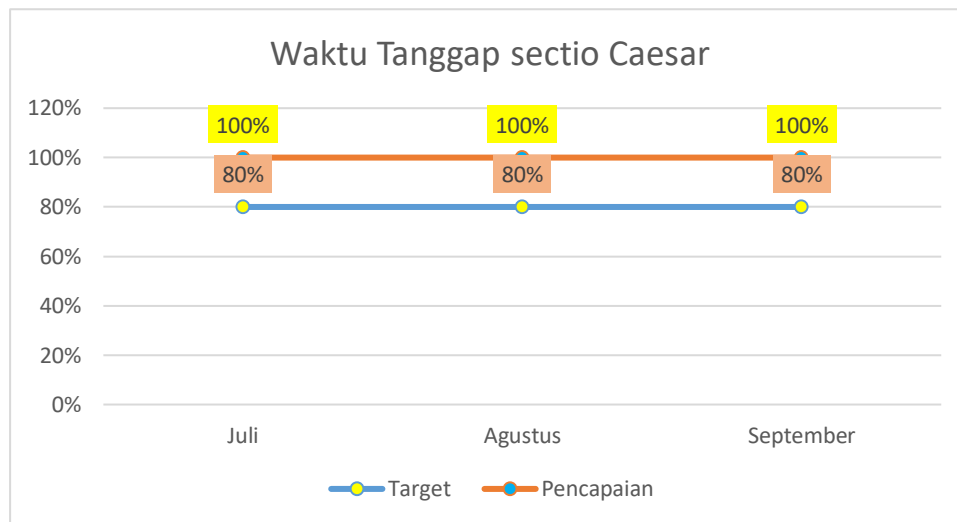 Waktu Tanggap sectio Caesar
120%
100% 100% 100%
100%
80% 80% 80%
80%
60%
40%
20%
0%
Juli Agustus September
Target Pencapaian